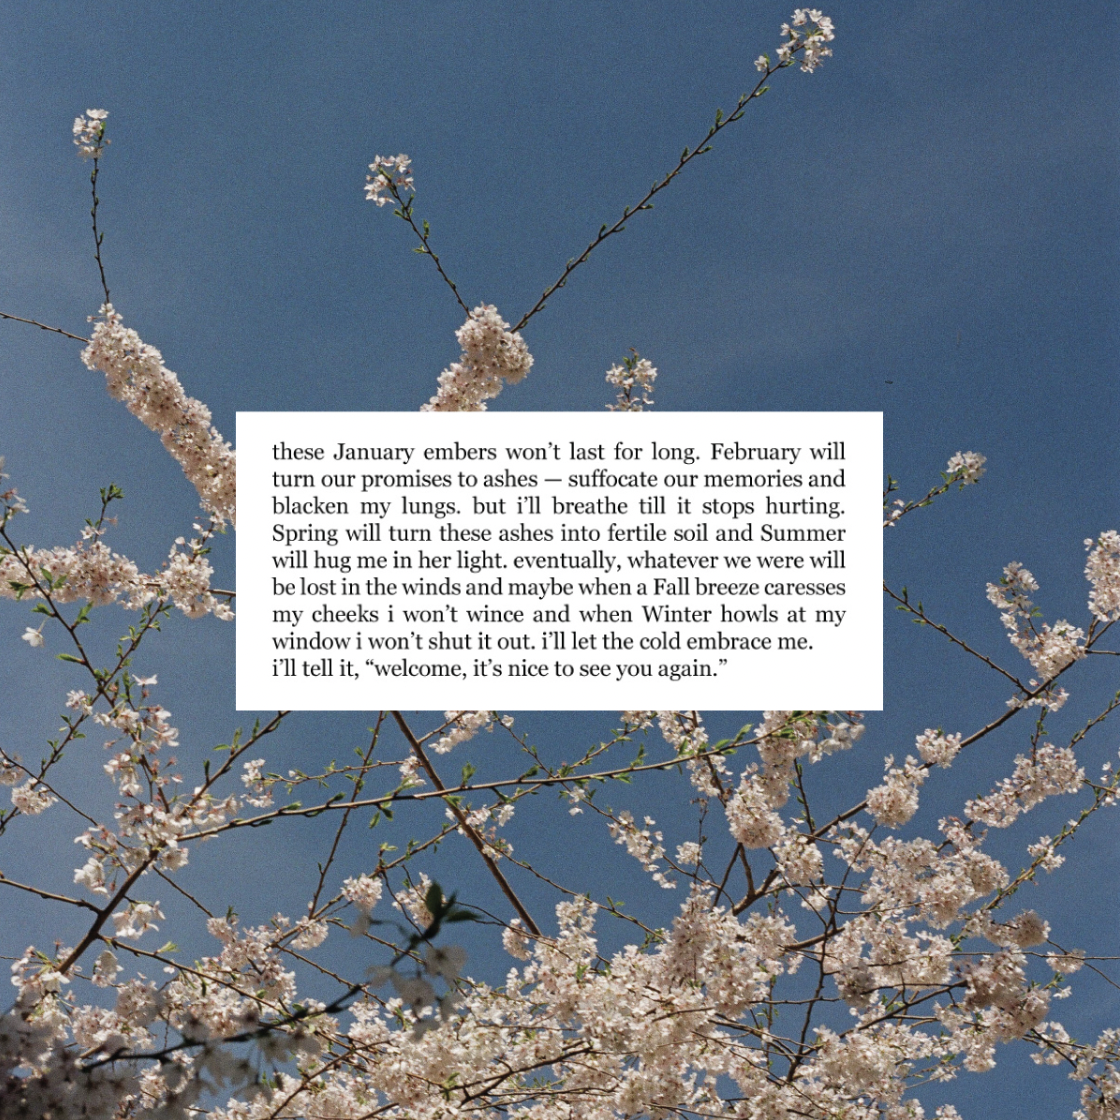 these January embers won’t last for long. February will
turn our promises to ashes — suffocate our memories and
blacken my lungs. but i’ll breathe till it stops hurting.
Spring will turn these ashes into fertile soil and Summer
will hug me in her light. eventually, whatever we were will
be lost in the winds and maybe when a Fall breeze caresses
my cheeks i won’t wince and when Winter howls at my
window i won’t shut it out. i’ll let the cold embrace me.
i’ll tell it, “welcome, it’s nice to see you again.”